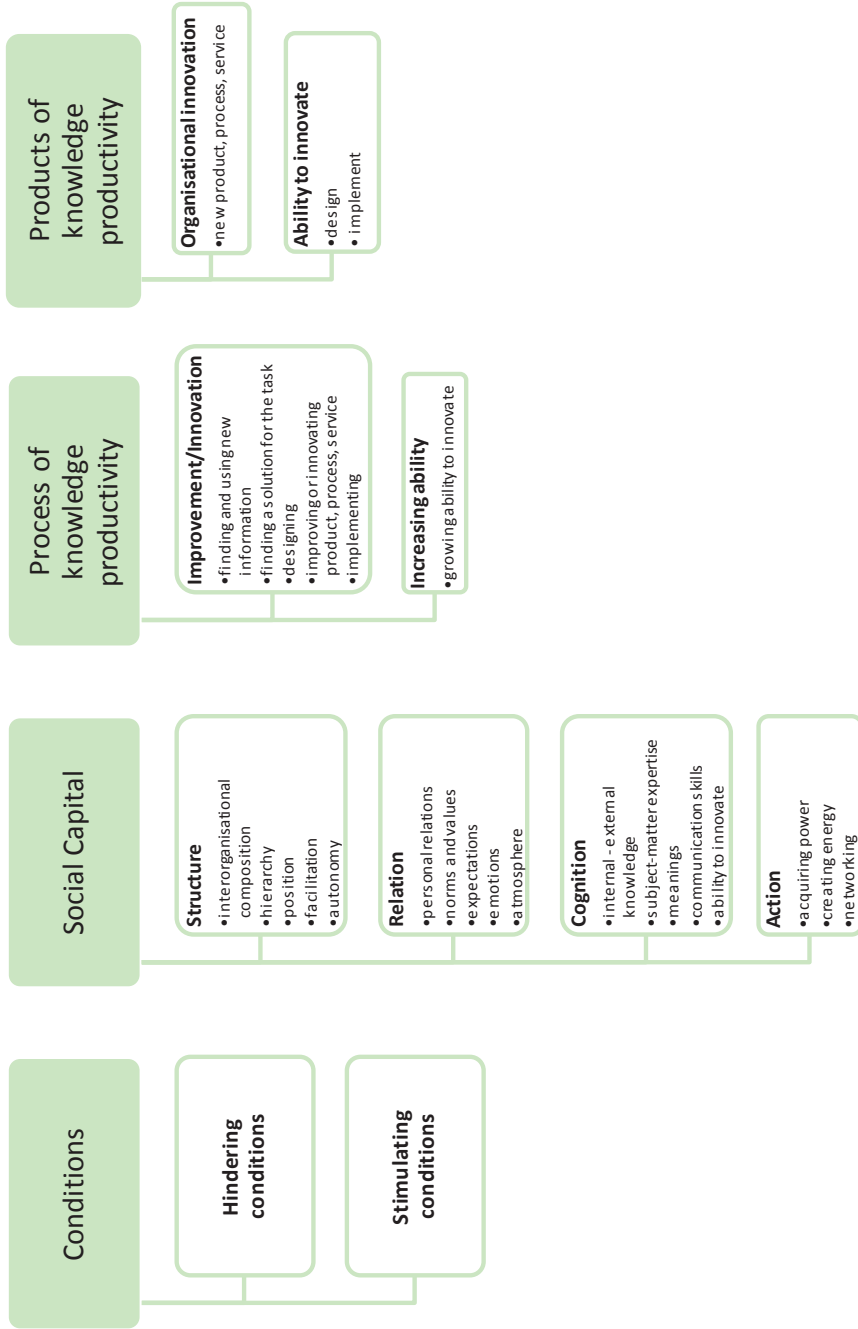 Conditions
Hindering
conditions
Stimulating
conditions
Social Capital
Structure
•interorganisational
composition
•hierarchy
•position
•facilitation
•autonomy
Relation
•personal relations
•norms and values
•expectations
•emotions
•atmosphere
Cognition
•internal - external
knowledge
•subject-matter expertise
•meanings
•communication skills
•ability to innovate
Action
•acquiring power
•creating energy
•networking
Process of
knowledge
productivity
Improvement/Innovation
•finding and using new
information
•finding a solution for the task
•designing
•improving or innovating
product, process, service
•implementing
Increasing ability
•growing ability to innovate
Products of
knowledge
productivity
Organisational innovation
•new product, process, service
Ability to innovate
•design
• implement